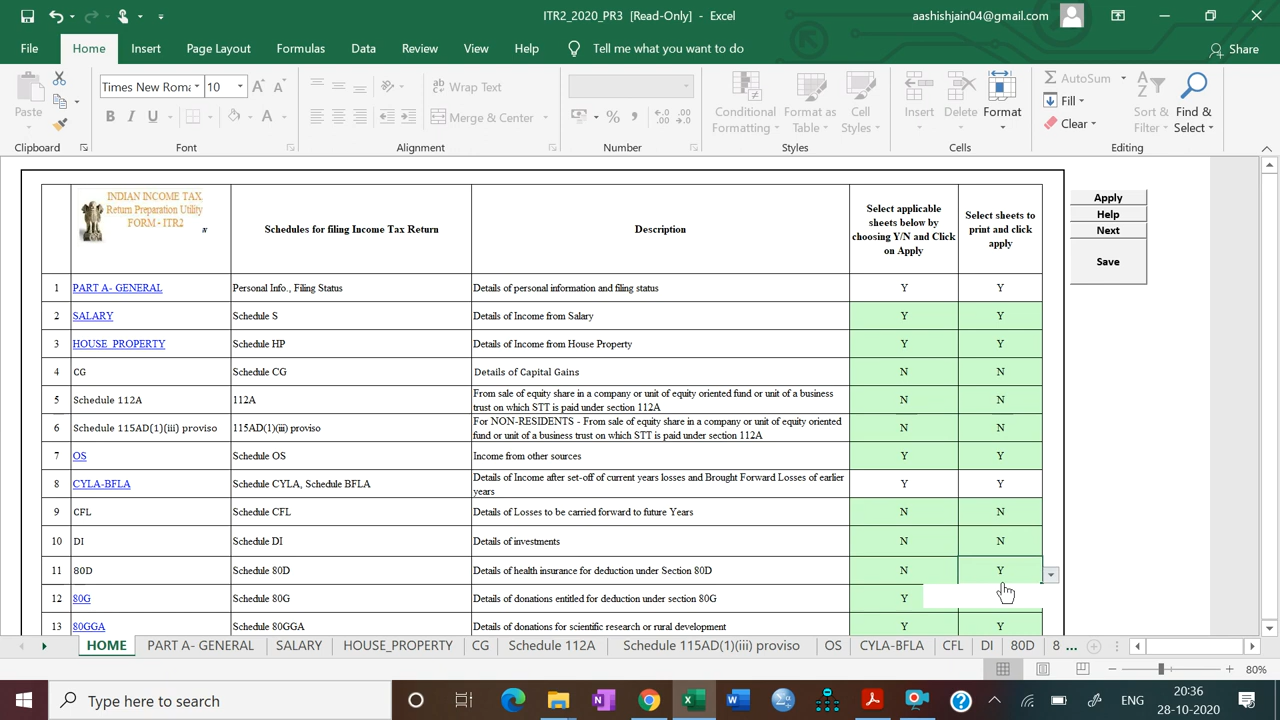 ITR2_2020_PR3 [Read-Only] - Excel
aashishjain04@gmail.com
File Home Insert Page Layout Formulas Data Review View Help Tell me what you want to do Share
Paste
Clipboard
Times New Roma 10
B I U
Font
Wrap Text
Merge & Center
Alignment
Number
Conditional Formatting
Format as Table
Cell Styles
Styles
Insert Delete Format
Cells
AutoSum
Fill
Clear
Sort & Filter
Find & Select
Editing
INDIAN INCOME TAX
Return Preparation Utility
FORM - ITR2
Schedules for filing Income Tax Return
Description
Select applicable
sheets below by
choosing Y/N and Click
on Apply
Select sheets to
print and click
apply
Apply
Help
Next
Save
1 PART A- GENERAL Personal Info., Filing Status Details of personal information and filing status Y Y
2 SALARY Schedule S Details of Income from Salary Y Y
3 HOUSE_PROPERTY Schedule HP Details of Income from House Property Y Y
4 CG Schedule CG Details of Capital Gains N N
5 Schedule 112A 112A From sale of equity share in a company or unit of equity oriented fund or unit of a business
trust on which STT is paid under section 112A N N
6 Schedule 115AD(1)(iii) proviso 115AD(1)(iii) proviso For NON-RESIDENTS - From sale of equity share in a company or unit of equity oriented
fund or unit of a business trust on which STT is paid under section 112A N N
7 OS Schedule OS Income from other sources Y Y
8 CYLA-BFLA Schedule CYLA, Schedule BFLA Details of Income after set-off of current years losses and Brought Forward Losses of earlier
years Y Y
9 CFL Schedule CFL Details of Losses to be carried forward to future Years N N
10 DI Schedule DI Details of investments N N
11 80D Schedule 80D Details of health insurance for deduction under Section 80D N Y
12 80G Schedule 80G Details of donations entitled for deduction under section 80G Y
13 80GGA Schedule 80GGA Details of donations for scientific research or rural development Y Y
HOME PART A- GENERAL SALARY HOUSE_PROPERTY CG Schedule 112A Schedule 115AD(1)(iii) proviso OS CYLA-BFLA CFL DI 80D 8 ...
80%
Type here to search
ENG
20:36
28-10-2020